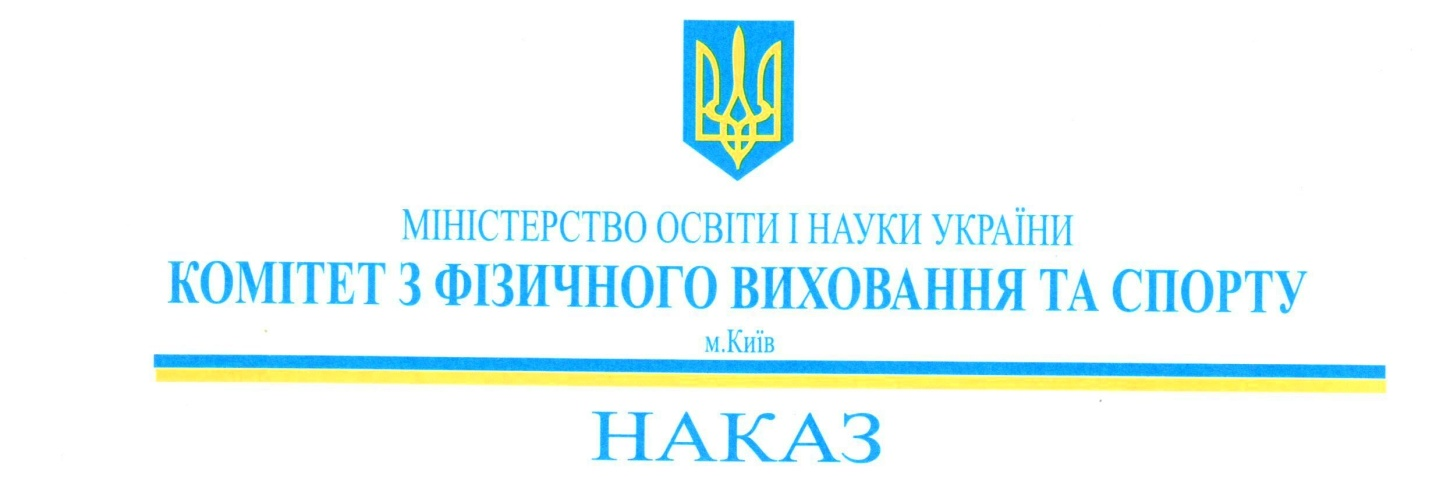 МІНІСТЕРСТВО ОСВІТИ І НАУКИ УКРАЇНИ
КОМІТЕТ З ФІЗИЧНОГО ВИХОВАННЯ ТА СПОРТУ
м.Київ
НАКАЗ